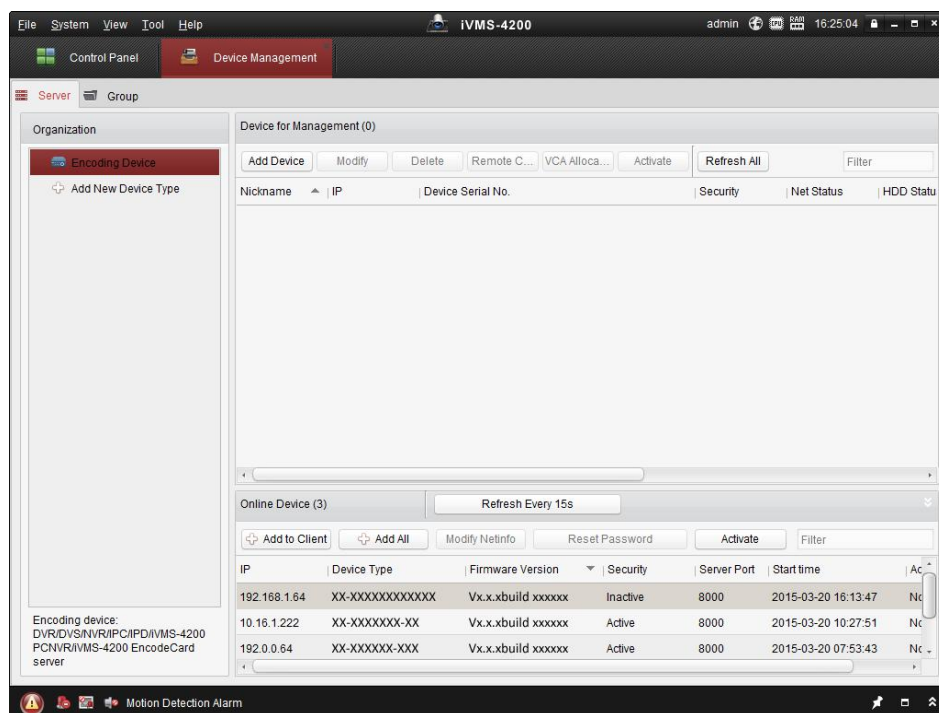 File System View Tool Help iVMS-4200 admin CPU RAM 16:25:04
Control Panel Device Management
Server Group
Organization
Encoding Device
Add New Device Type
Encoding device:
DVR/DVS/NVR/IPC/IPD/iVMS-4200
PCNVR/iVMS-4200 EncodeCard
server
Device for Management (0)
Add Device Modify Delete Remote C... VCA Alloca... Activate Refresh All Filter
Nickname IP Device Serial No. Security Net Status HDD Statu
Online Device (3) Refresh Every 15s
Add to Client Add All Modify Netinfo Reset Password Activate Filter
IP Device Type Firmware Version Security Server Port Start time Ac
192.168.1.64 XX-XXXXXXXXXXXX Vx.x.xbuild xxxxxx Inactive 8000 2015-03-20 16:13:47 No
10.16.1.222 XX-XXXXXXX-XX Vx.x.xbuild xxxxxx Active 8000 2015-03-20 10:27:51 No
192.0.0.64 XX-XXXXXX-XXX Vx.x.xbuild xxxxxx Active 8000 2015-03-20 07:53:43 No
Motion Detection Alarm